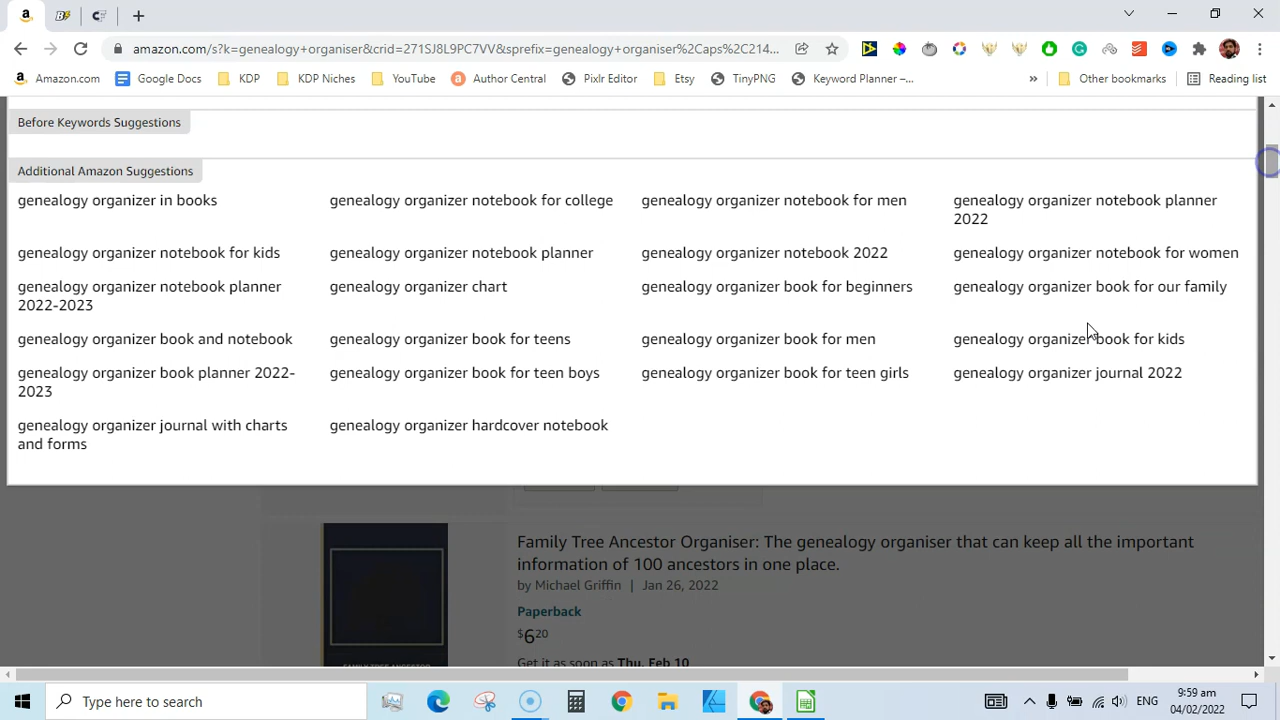 amazon.com/s?k=genealogy+organiser&crid=271SJ8L9PC7VV&sprefix=genealogy+organiser%2Caps%2C214...
Amazon.com Google Docs KDP KDP Niches YouTube Author Central Pixlr Editor Etsy TinyPNG Keyword Planner –... » Other bookmarks Reading list
Before Keywords Suggestions
Additional Amazon Suggestions
genealogy organizer in books genealogy organizer notebook for college genealogy organizer notebook for men genealogy organizer notebook planner
2022
genealogy organizer notebook for kids genealogy organizer notebook planner genealogy organizer notebook 2022 genealogy organizer notebook for women
genealogy organizer notebook planner genealogy organizer chart genealogy organizer book for beginners genealogy organizer book for our family
2022-2023
genealogy organizer book and notebook genealogy organizer book for teens genealogy organizer book for men genealogy organizer book for kids
genealogy organizer book planner 2022- genealogy organizer book for teen boys genealogy organizer book for teen girls genealogy organizer journal 2022
2023
genealogy organizer journal with charts genealogy organizer hardcover notebook
and forms
Family Tree Ancestor Organiser: The genealogy organiser that can keep all the important
information of 100 ancestors in one place.
by Michael Griffin | Jan 26, 2022
Paperback
$620
Get it as soon as Thu, Feb 10
FAMILY TREE ANCESTOR
Type here to search
ENG
9:59 am
04/02/2022